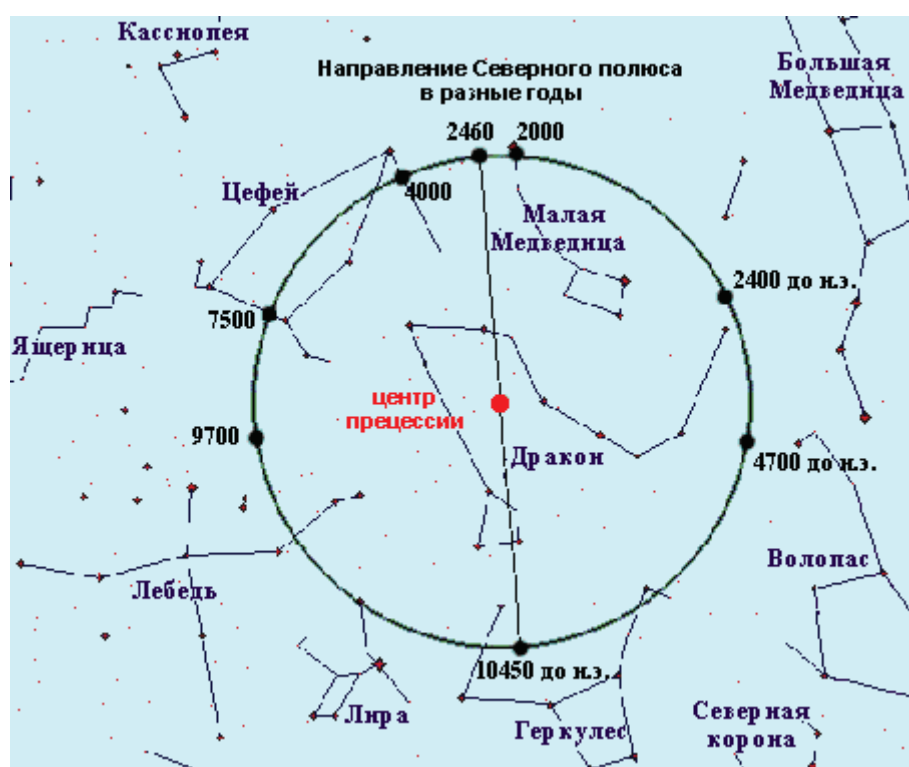 Кассиопея
Направление Северного полюса
в разные годы
Большая
Медведица
2460
2000
Цефей
4000
Малая
Медведица
2400 до н.э.
7500
Ящерица
центр
прецессии
9700
Дракон
4700 до н.э.
Волопас
Лебедь
10450 до н.э.
Лира
Геркулес
Северная
корона